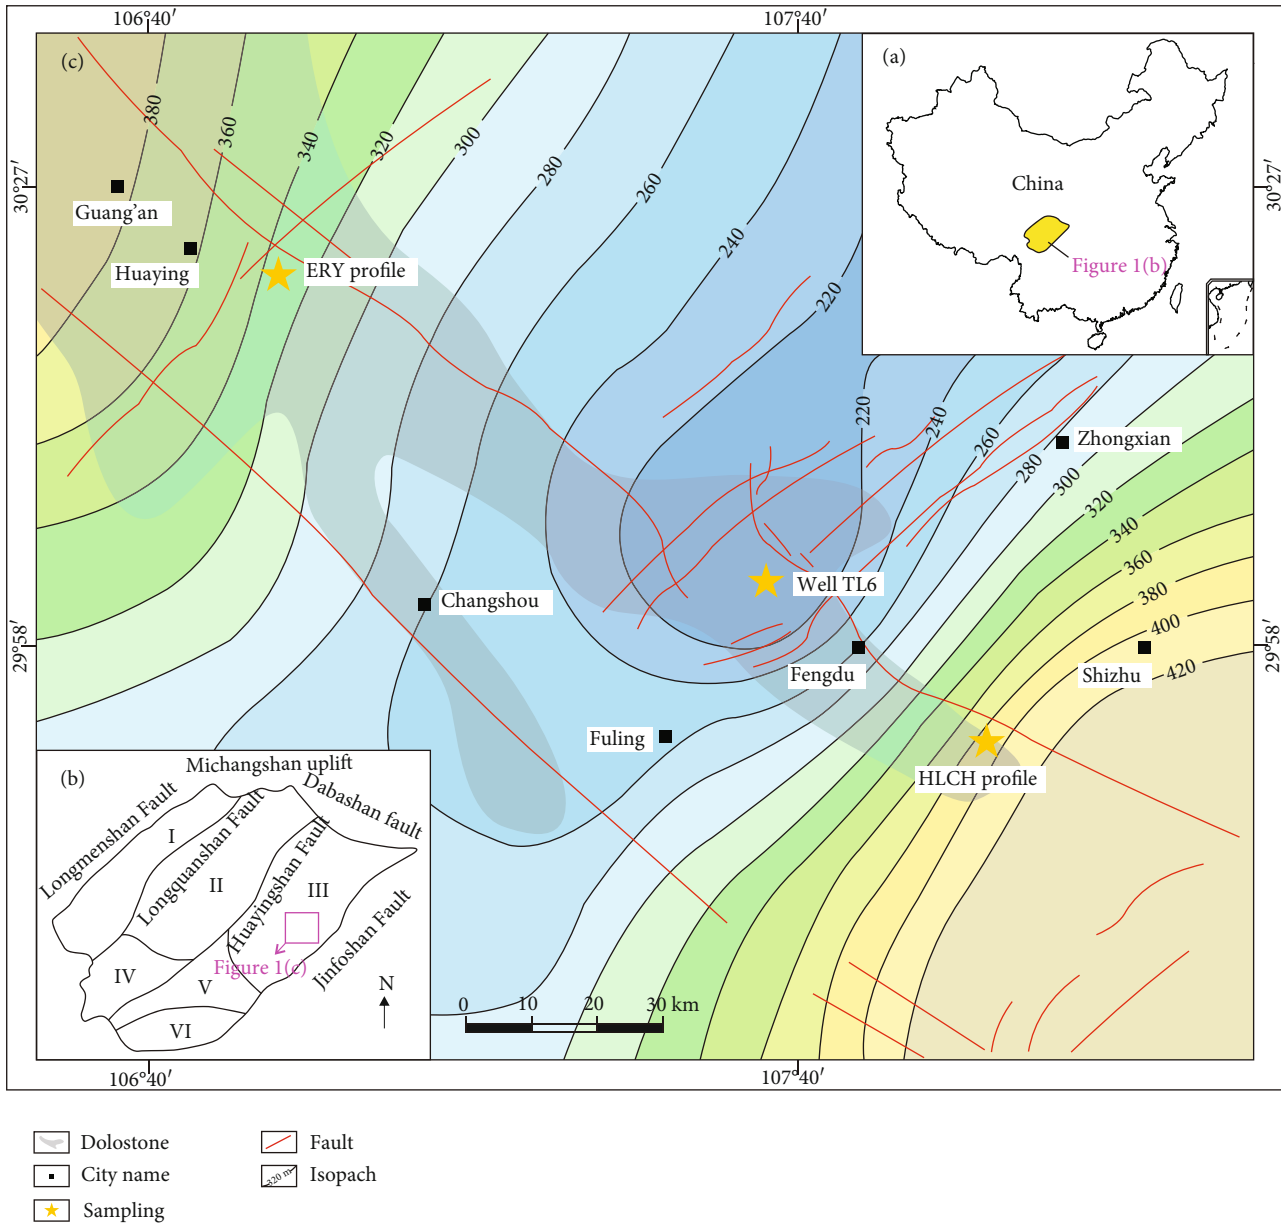 106°40′
107°40′
(c)
380
360
340
320
300
280
260
240
220
30°27′
30°27′
Guang'an
Huaying
ERY profile
(a)
China
Figure 1(b)
220
240
260
280
300
320
340
360
380
400
420
Zhongxian
Changshou
Well TL6
29°58′
29°58′
Fengdu
Shizhu
Fuling
HLCH profile
(b)
Michangshan uplift
Dabashan fault
Longmenshan Fault
Longquanshan Fault
Huayingshan Fault
Jinfoshan Fault
I
II
III
IV
V
VI
Figure 1(c)
N
0 10 20 30 km
106°40′
107°40′
Dolostone
Fault
City name
320 m
Isopach
Sampling